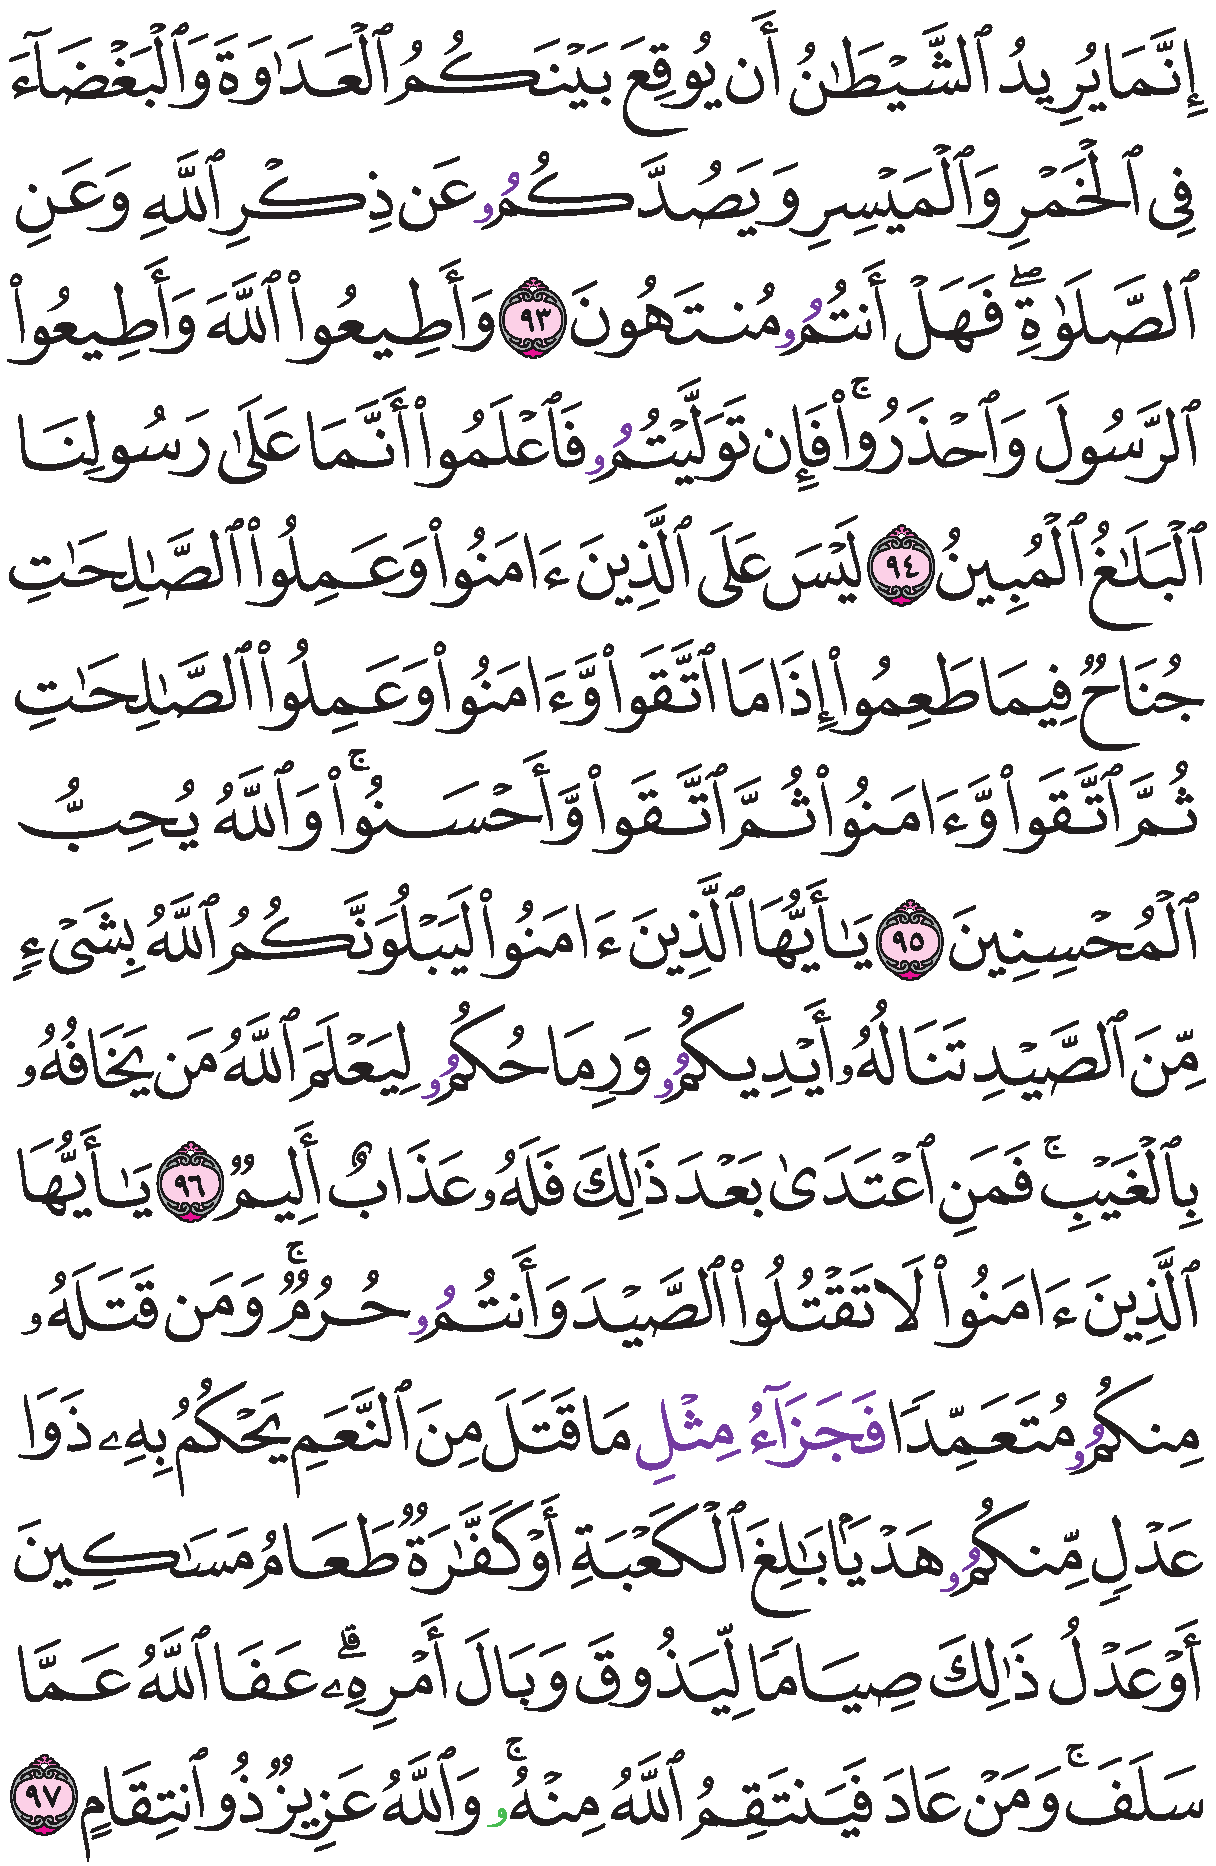 إِنَّمَا يُرِيدُ ٱلشَّيۡطَـٰنُ أَن يُوقِعَ بَيۡنَكُمُ ٱلۡعَدَٰوَةَ وَٱلۡبَغۡضَآءَ
فِى ٱلۡخَمۡرِ وَٱلۡمَيۡسِرِ وَيَصُدَّكُمُۥ عَن ذِكۡرِ ٱللَّهِ وَعَنِ
ٱلصَّلَوٰةِۖ فَهَلۡ أَنتُمُۥ مُنتَهُونَ ٩٣ وَأَطِيعُواْ ٱللَّهَ وَأَطِيعُواْ
ٱلرَّسُولَ وَٱحۡذَرُواْۚ فَإِن تَوَلَّيۡتُمُۥ فَٱعۡلَمُواْ أَنَّمَا عَلَىٰ رَسُولِنَا
ٱلۡبَلَـٰغُ ٱلۡمُبِينُ ٩٤ لَيۡسَ عَلَى ٱلَّذِينَ ءَامَنُواْ وَعَمِلُواْ ٱلصَّـٰلِحَـٰتِ
جُنَاحٞ فِيمَا طَعِمُواْ إِذَا مَا ٱتَّقَواْ وَّءَامَنُواْ وَعَمِلُواْ ٱلصَّـٰلِحَـٰتِ
ثُمَّ ٱتَّقَواْ وَّءَامَنُواْ ثُمَّ ٱتَّقَواْ وَّأَحۡسَنُواْۚ وَٱللَّهُ يُحِبُّ
ٱلۡمُحۡسِنِينَ ٩٥ يَـٰٓأَيُّهَا ٱلَّذِينَ ءَامَنُواْ لَيَبۡلُوَنَّكُمُ ٱللَّهُ بِشَىۡءٖ
مِّنَ ٱلصَّيۡدِ تَنَالُهُۥ أَيۡدِيكُمُۥ وَرِمَاحُكُمُۥ لِيَعۡلَمَ ٱللَّهُ مَن يَخَافُهُۥ
بِٱلۡغَيۡبِۚ فَمَنِ ٱعۡتَدَىٰ بَعۡدَ ذَٰلِكَ فَلَهُۥ عَذَابٌ أَلِيمٞ ٩٦ يَـٰٓأَيُّهَا
ٱلَّذِينَ ءَامَنُواْ لَا تَقۡتُلُواْ ٱلصَّيۡدَ وَأَنتُمُۥ حُرُمٞۚ وَمَن قَتَلَهُۥ
مِنكُمُۥ مُتَعَمِّدٗا فَجَزَآءُ مِثۡلِ مَا قَتَلَ مِنَ ٱلنَّعَمِ يَحۡكُمُ بِهِۦ ذَوَا
عَدۡلٖ مِّنكُمُۥ هَدۡيَۢا بَـٰلِغَ ٱلۡكَعۡبَةِ أَوۡ كَفَّـٰرَةٞ طَعَامُ مَسَـٰكِينَ
أَوۡ عَدۡلُ ذَٰلِكَ صِيَامٗا لِّيَذُوقَ وَبَالَ أَمۡرِهِۦۗ عَفَا ٱللَّهُ عَمَّا
سَلَفَۚ وَمَنۡ عَادَ فَيَنتَقِمُ ٱللَّهُ مِنۡهُۥۚ وَٱللَّهُ عَزِيزٞ ذُو ٱنتِقَامٍ ٩٧